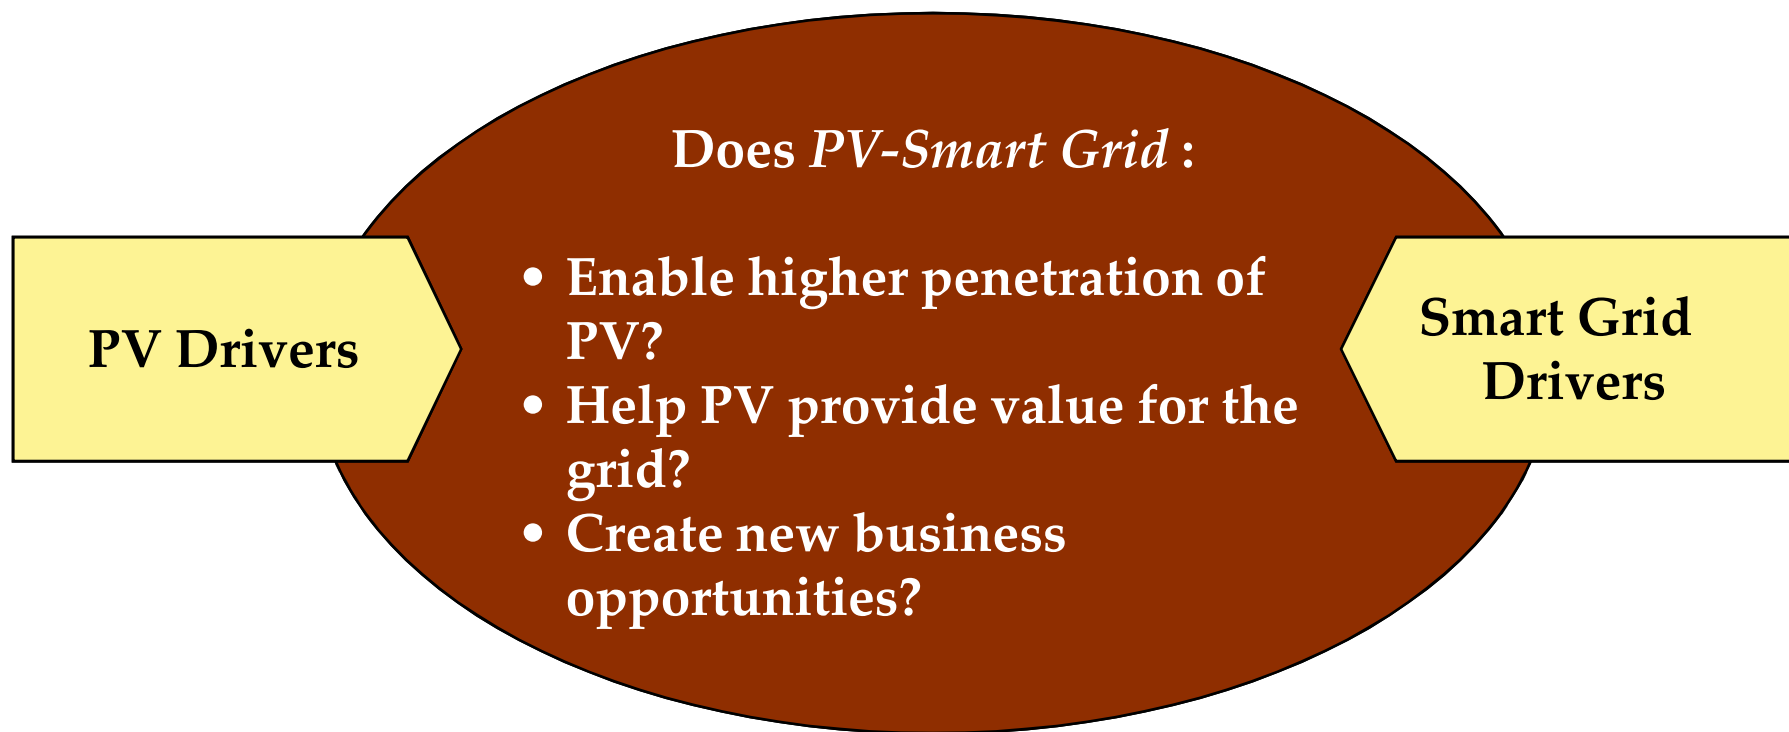 Does PV-Smart Grid :
• Enable higher penetration of
PV?
• Help PV provide value for the
grid?
• Create new business
opportunities?
PV Drivers
Smart Grid
Drivers